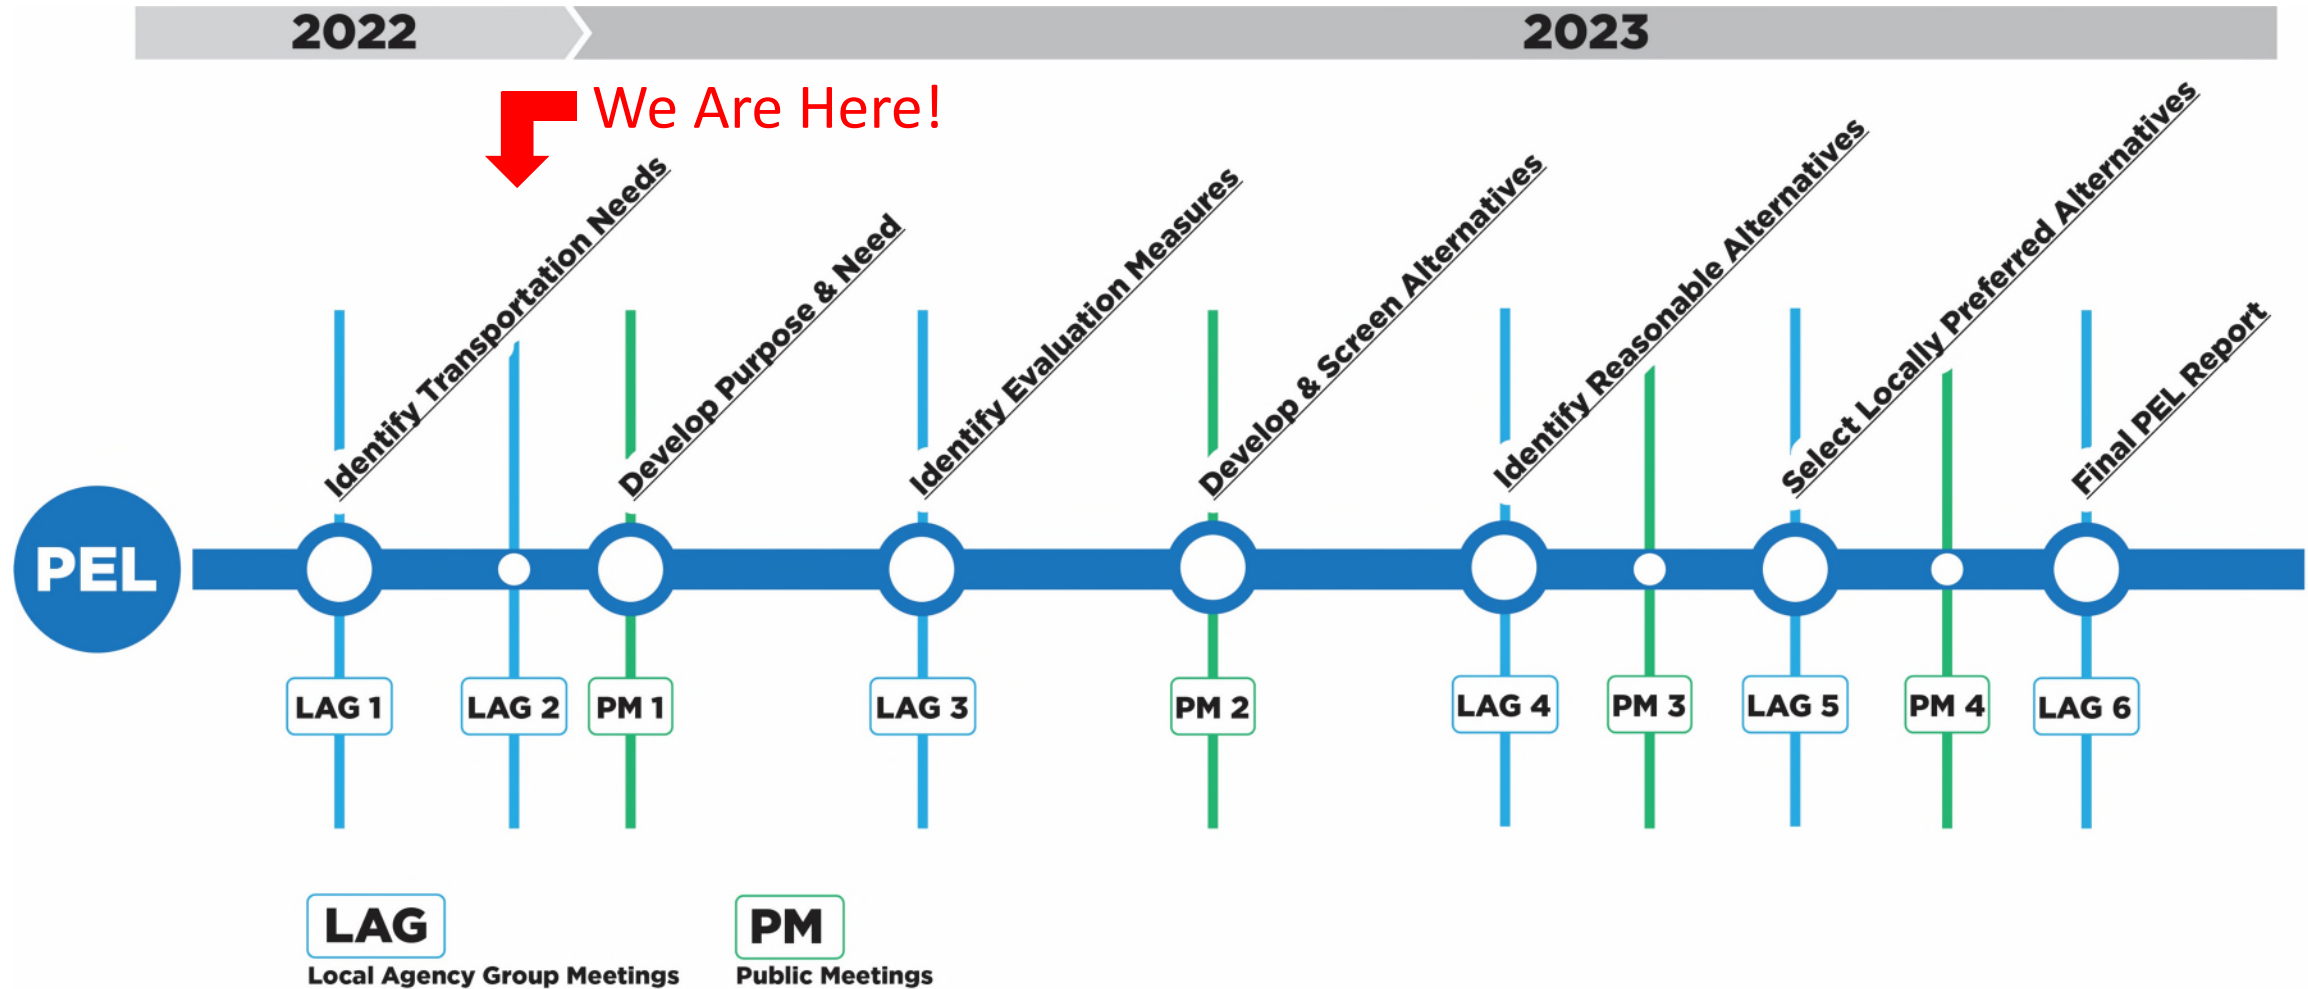 2022
2023
We Are Here!
Identify Transportation Needs
Develop Purpose & Need
Identify Evaluation Measures
Develop & Screen Alternatives
Identify Reasonable Alternatives
Select Locally Preferred Alternatives
Final PEL Report
PEL
LAG 1
LAG 2
PM 1
LAG 3
PM 2
LAG 4
PM 3
LAG 5
PM 4
LAG 6
LAG
Local Agency Group Meetings
PM
Public Meetings